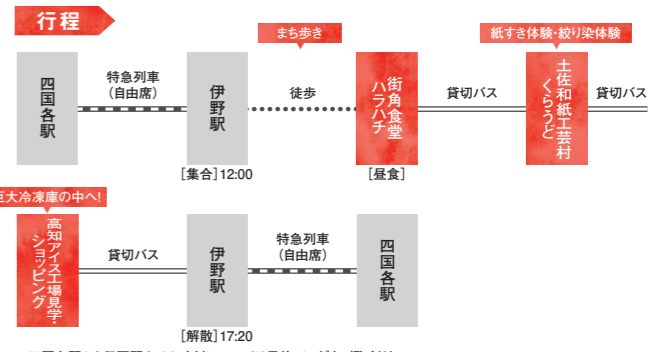 行程
まち歩き
紙すき体験・絞り染体験
四国各駅
特急列車
(自由席)
伊野駅
[集合]12:00
徒歩
街角食堂
ハラハチ
[昼食]
貸切バス
土佐和紙工芸村
くらうど
貸切バス
巨大冷凍庫の中へ!
高知アイス工場見学・
ショッピング
貸切バス
伊野駅
[解散]17:20
特急列車
(自由席)
四国各駅